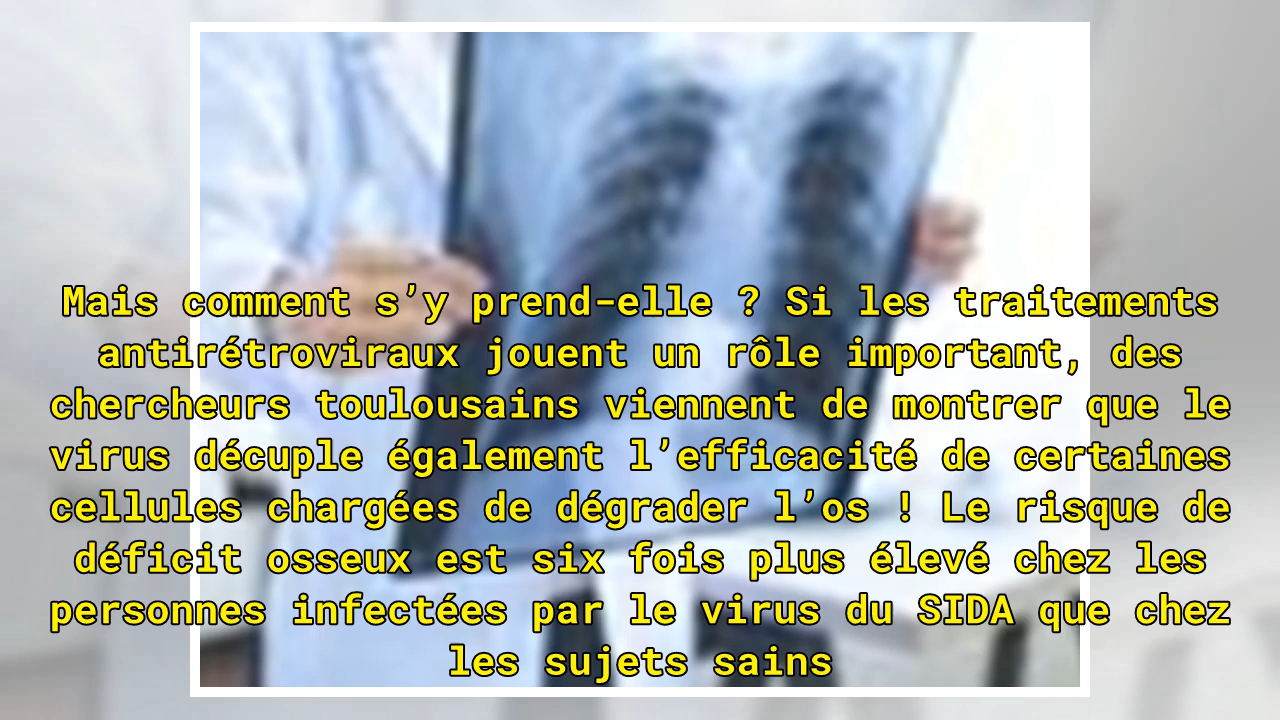 Mais comment s’y prend-elle ? Si les traitements
antirétroviraux jouent un rôle important, des
chercheurs toulousains viennent de montrer que le
virus décuple également l’efficacité de certaines
cellules chargées de dégrader l’os ! Le risque de
déficit osseux est six fois plus élevé chez les
personnes infectées par le virus du SIDA que chez
les sujets sains